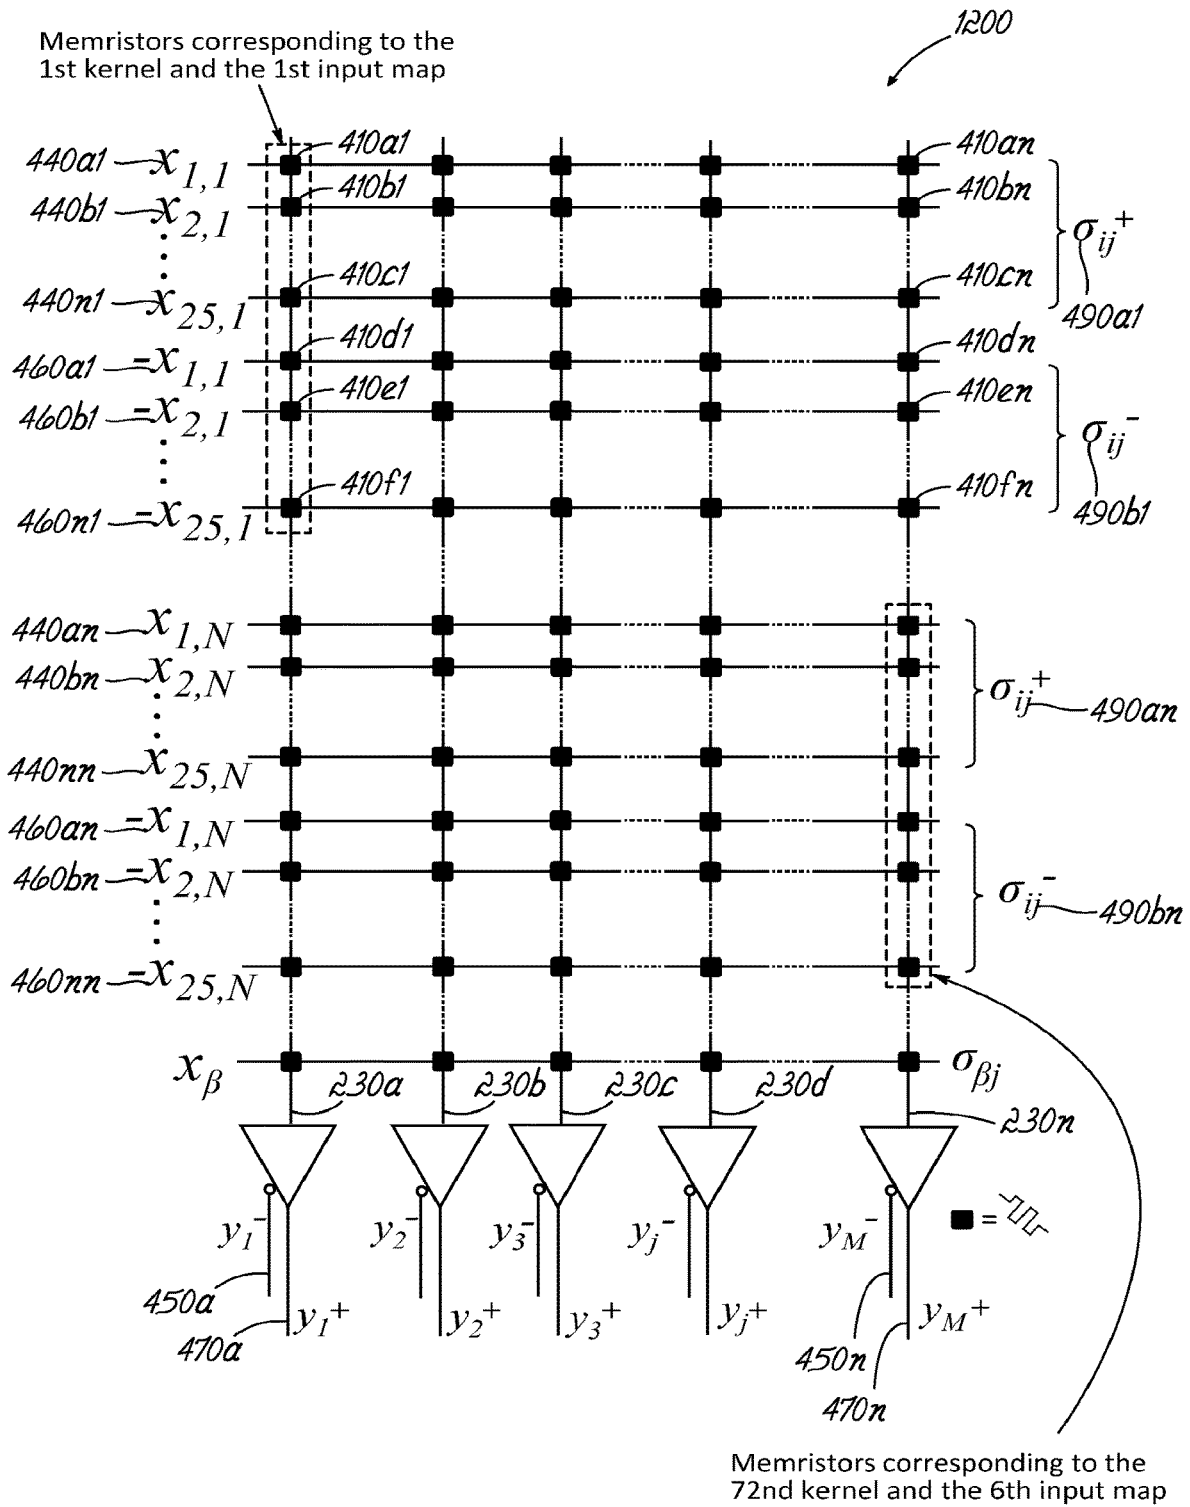 1200
Memristors corresponding to the
1st kernel and the 1st input map
440a1 x1,1 410a1 410an
440b1 x2,1 410b1 410bn
σij+
440n1 x25,1 410c1 410cn
490a1
460a1 -x1,1 410d1 410dn
460b1 -x2,1 410e1 410en
σij-
460n1 -x25,1 410f1 410fn
490b1
440an x1,N
440bn x2,N
σij+ 490an
440nn x25,N
460an -x1,N
460bn -x2,N
σij- 490bn
460nn -x25,N
xβ σβj
230a 230b 230c 230d 230n
y1- y2- y3- yj- yM- =
450a 450n
y1+ y2+ y3+ yj+ yM+
470a 470n
Memristors corresponding to the
72nd kernel and the 6th input map